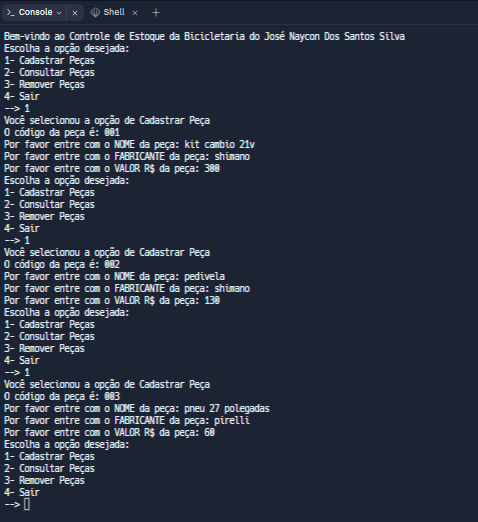 Console
Shell
Bem-vindo ao Controle de Estoque da Bicicletaria do José Naycon Dos Santos Silva
Escolha a opção desejada:
1- Cadastrar Peças
2- Consultar Peças
3- Remover Peças
4- Sair
--> 1
Você selecionou a opção de Cadastrar Peça
O código da peça é: 001
Por favor entre com o NOME da peça: kit cambio 21v
Por favor entre com o FABRICANTE da peça: shimano
Por favor entre com o VALOR R$ da peça: 300
Escolha a opção desejada:
1- Cadastrar Peças
2- Consultar Peças
3- Remover Peças
4- Sair
--> 1
Você selecionou a opção de Cadastrar Peça
O código da peça é: 002
Por favor entre com o NOME da peça: pedivela
Por favor entre com o FABRICANTE da peça: shimano
Por favor entre com o VALOR R$ da peça: 130
Escolha a opção desejada:
1- Cadastrar Peças
2- Consultar Peças
3- Remover Peças
4- Sair
--> 1
Você selecionou a opção de Cadastrar Peça
O código da peça é: 003
Por favor entre com o NOME da peça: pneu 27 polegadas
Por favor entre com o FABRICANTE da peça: pirelli
Por favor entre com o VALOR R$ da peça: 60
Escolha a opção desejada:
1- Cadastrar Peças
2- Consultar Peças
3- Remover Peças
4- Sair
-->